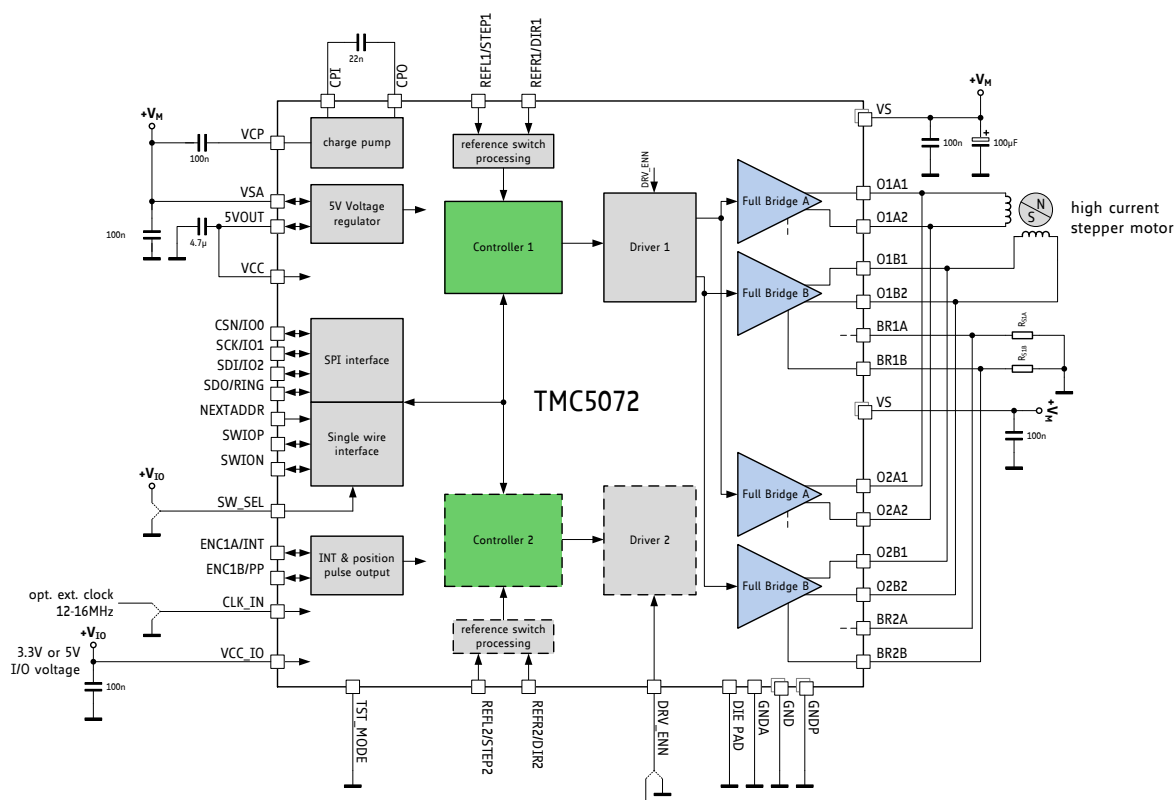 CPI
22n
CPO
REFL1/STEP1
REFR1/DIR1
+VM
VCP
100n
charge pump
reference switch
processing
VS
+VM
100n
+
100µF
VSA
5VOUT
100n
4.7µ
5V Voltage
regulator
VCC
Controller 1
DRV_ENN
Driver 1
Full Bridge A
Full Bridge B
O1A1
O1A2
O1B1
O1B2
BR1A
BR1B
RS1A
RS1B
N
S
high current
stepper motor
CSN/IO0
SCK/IO1
SDI/IO2
SDO/RING
NEXTADDR
SWIOP
SWION
SPI interface
Single wire
interface
TMC5072
VS
+VM
100n
+VIO
SW_SEL
Controller 2
Driver 2
Full Bridge A
Full Bridge B
O2A1
O2A2
O2B1
O2B2
BR2A
BR2B
ENC1A/INT
ENC1B/PP
INT & position
pulse output
opt. ext. clock
12-16MHz
CLK_IN
+VIO
3.3V or 5V
I/O voltage
VCC_IO
100n
reference switch
processing
TST_MODE
REFL2/STEP2
REFR2/DIR2
DRV_ENN
DIE PAD
GNDA
GND
GNDP